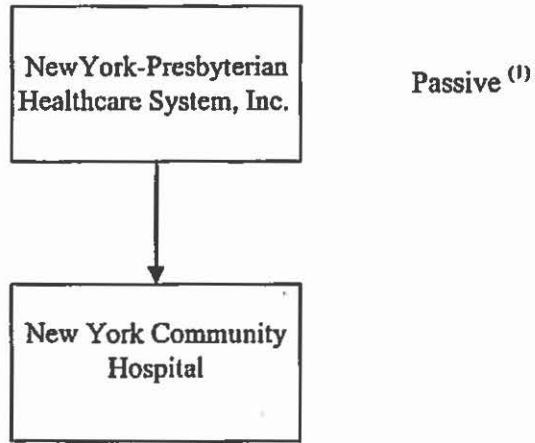 NewYork-Presbyterian
Healthcare System, Inc.
Passive (1)
New York Community
Hospital